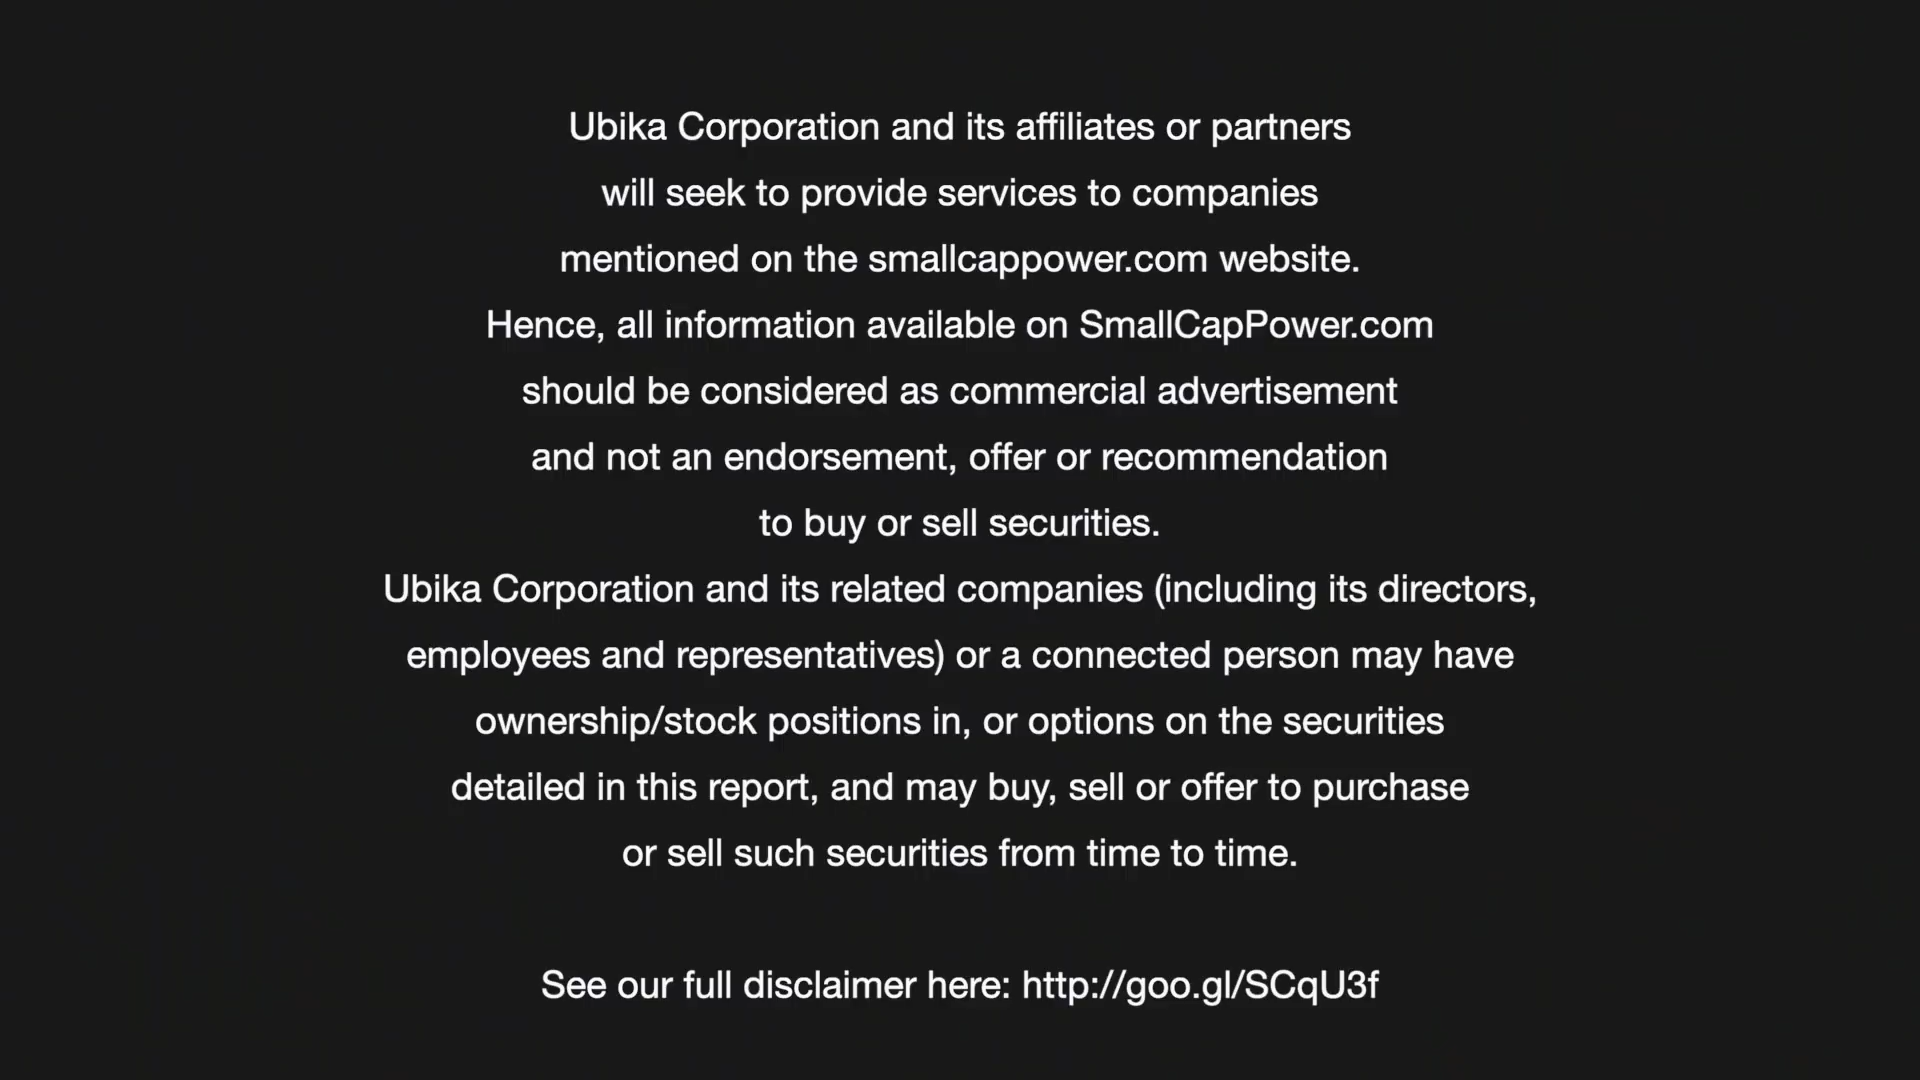 Ubika Corporation and its affiliates or partners
will seek to provide services to companies
mentioned on the smallcappower.com website.
Hence, all information available on SmallCapPower.com
should be considered as commercial advertisement
and not an endorsement, offer or recommendation
to buy or sell securities.
Ubika Corporation and its related companies (including its directors,
employees and representatives) or a connected person may have
ownership/stock positions in, or options on the securities
detailed in this report, and may buy, sell or offer to purchase
or sell such securities from time to time.
See our full disclaimer here: http://goo.gl/SCqU3f